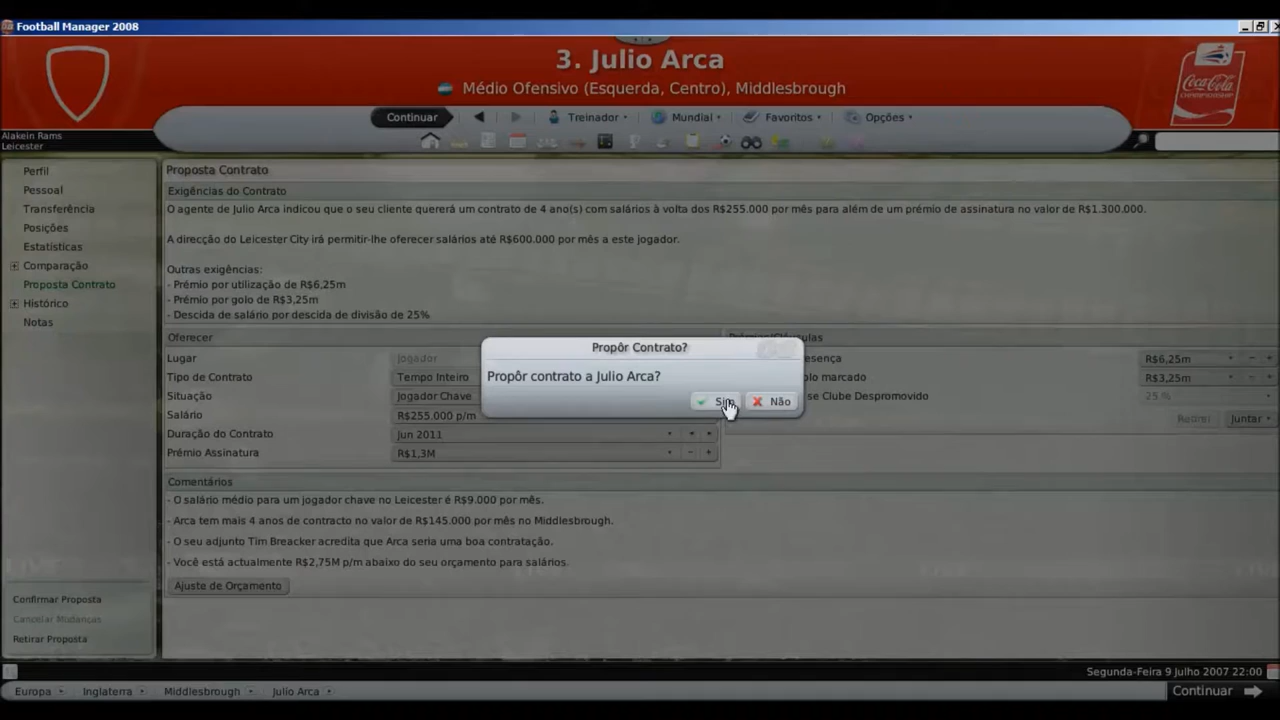 Football Manager 2008
3. Julio Arca
Médio Ofensivo (Esquerda, Centro), Middlesbrough
Coca-Cola
CHAMPIONSHIP
Continuar
Treinador
Mundial
Favoritos
Opções
Alakein Rams
Leicester
Perfil
Pessoal
Transferência
Posições
Estatísticas
Comparação
Proposta Contrato
Histórico
Notas
Proposta Contrato
Exigências do Contrato
O agente de Julio Arca indicou que o seu cliente quererá um contrato de 4 ano(s) com salários à volta dos R$255.000 por mês para além de um prémio de assinatura no valor de R$1.300.000.
A direcção do Leicester City irá permitir-lhe oferecer salários até R$600.000 por mês a este jogador.
Outras exigências:
- Prémio por utilização de R$6,25m
- Prémio por golo de R$3,25m
- Descida de salário por descida de divisão de 25%
Oferecer
Lugar Jogador
Tipo de Contrato Tempo Inteiro
Situação Jogador Chave
Salário R$255.000 p/m
Duração do Contrato Jun 2011
Prémio Assinatura R$1,3M
R$6,25m
marcado R$3,25m
se Clube Despromovido 25 %
Retirar Juntar
Propôr Contrato?
Propôr contrato a Julio Arca?
Sim Não
Comentários
- O salário médio para um jogador chave no Leicester é R$9.000 por mês.
- Arca tem mais 4 anos de contracto no valor de R$145.000 por mês no Middlesbrough.
- O seu adjunto Tim Breacker acredita que Arca seria uma boa contratação.
- Você está actualmente R$2,75M p/m abaixo do seu orçamento para salários.
Ajuste de Orçamento
Confirmar Proposta
Cancelar Mudanças
Retirar Proposta
Segunda-Feira 9 Julho 2007 22:00
Europa Inglaterra Middlesbrough Julio Arca
Continuar